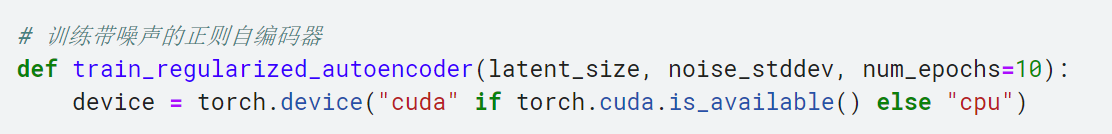 # 训练带噪声的正则自编码器
def train_regularized_autoencoder(latent_size, noise_stddev, num_epochs=10):
    device = torch.device("cuda" if torch.cuda.is_available() else "cpu")